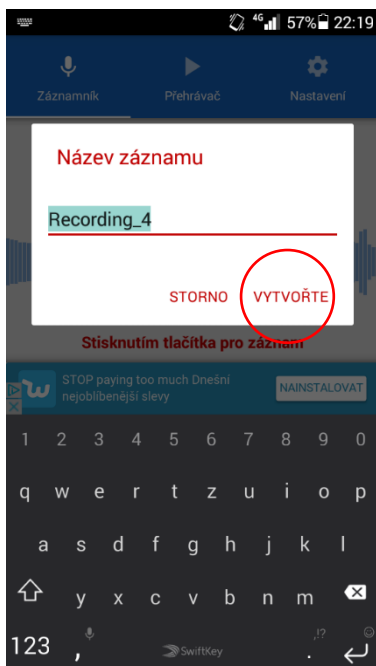 4G 57% 22:19
Záznamník Přehrávač Nastavení
Název záznamu
Recording_4
STORNO VYTVOŘTE
Stisknutím tlačítka pro záznam
STOP paying too much Dnešní
nejoblíbenější slevy
NAINSTALOVAT
1 2 3 4 5 6 7 8 9 0
q w e r t z u i o p
a s d f g h j k l
y x c v b n m
123 , SwiftKey . ,!?